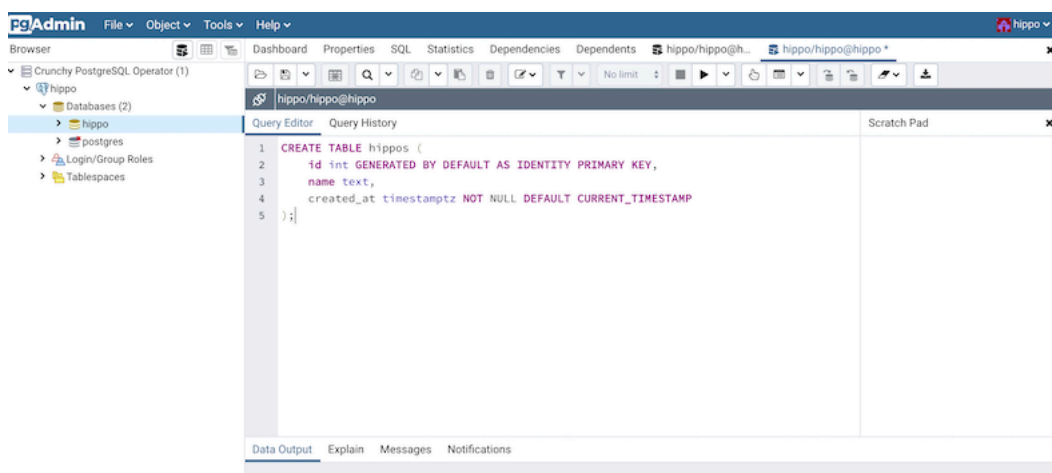 pgAdmin File Object Tools Help hippo
Browser Dashboard Properties SQL Statistics Dependencies Dependents hippo/hippo@h... hippo/hippo@hippo *
Crunchy PostgreSQL Operator (1) No limit
hippo hippo/hippo@hippo
Databases (2)
hippo Query Editor Query History Scratch Pad
postgres
Login/Group Roles
Tablespaces
1 CREATE TABLE hippos (
2 id int GENERATED BY DEFAULT AS IDENTITY PRIMARY KEY,
3 name text,
4 created_at timestamptz NOT NULL DEFAULT CURRENT_TIMESTAMP
5 );
Data Output Explain Messages Notifications